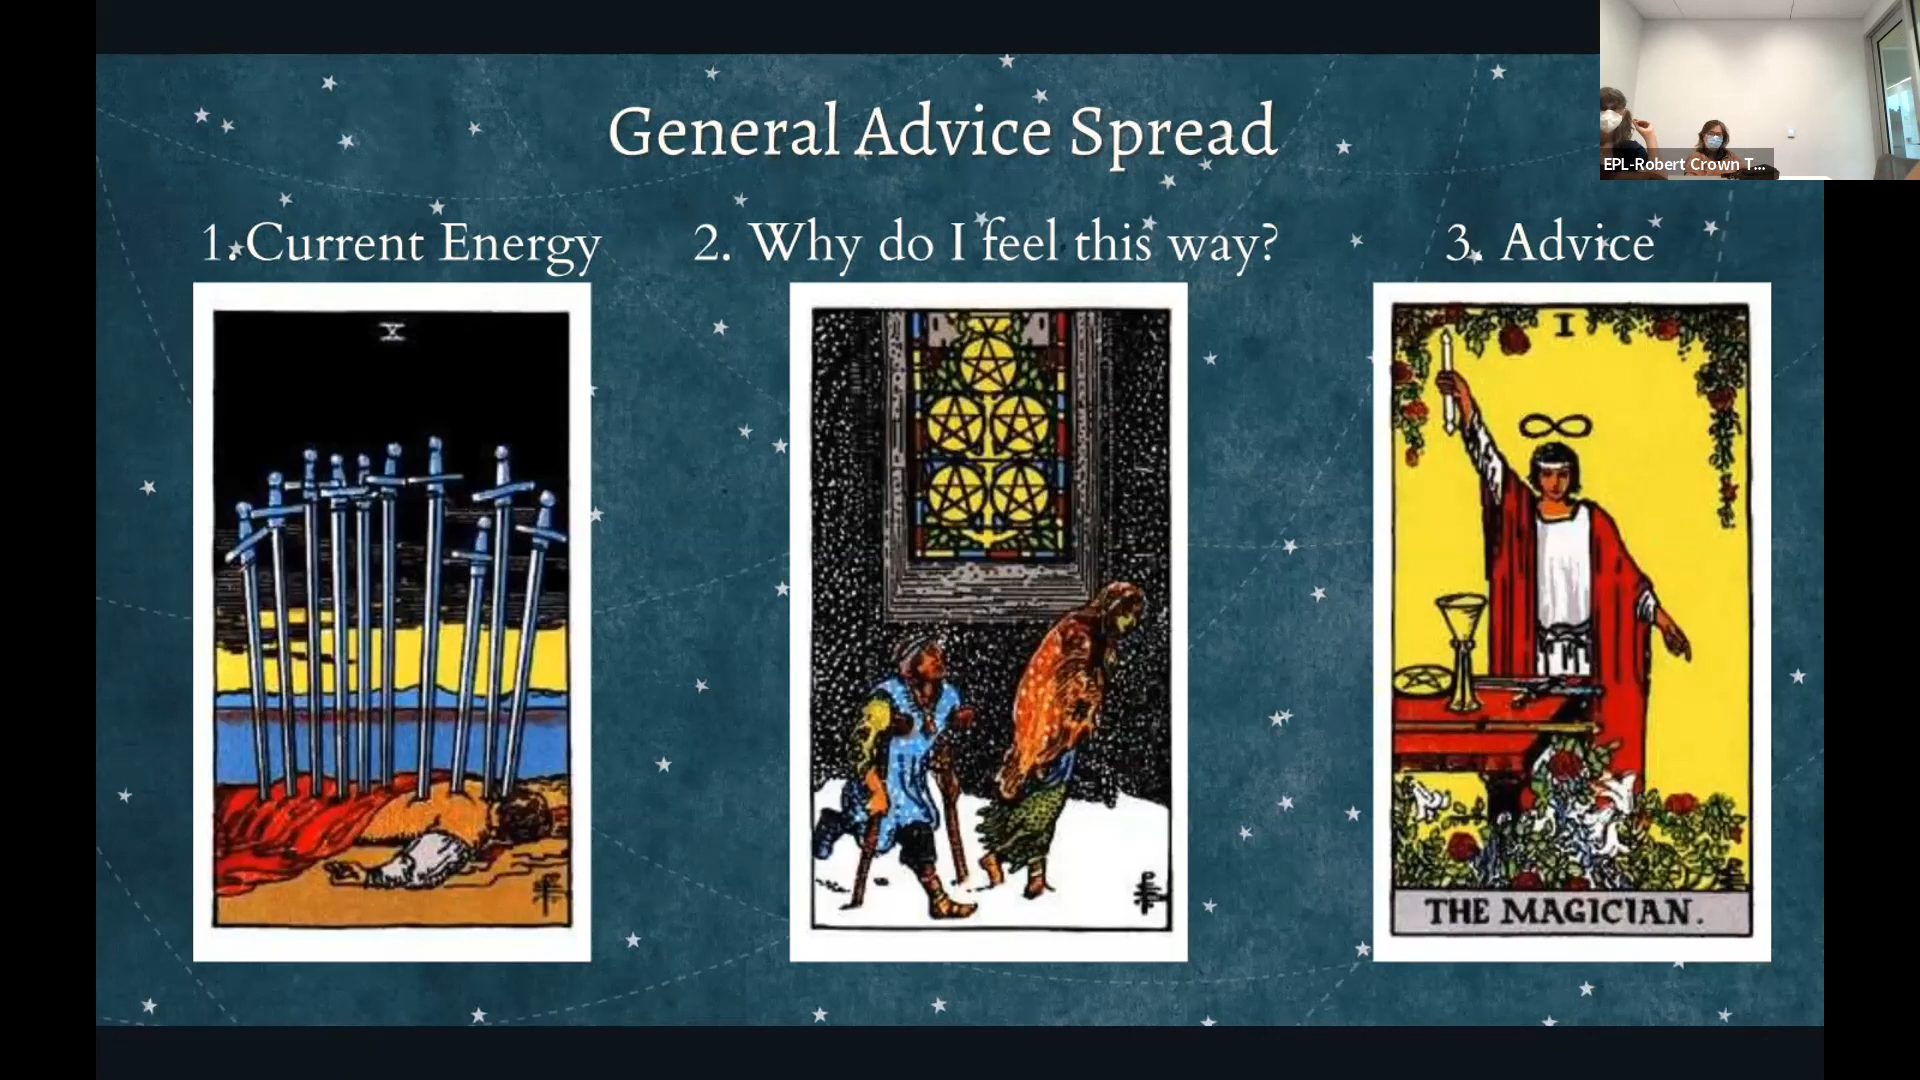 General Advice Spread
EPL-Robert Crown T...
1. Current Energy
2. Why do I feel this way?
3. Advice
X
I
THE MAGICIAN.